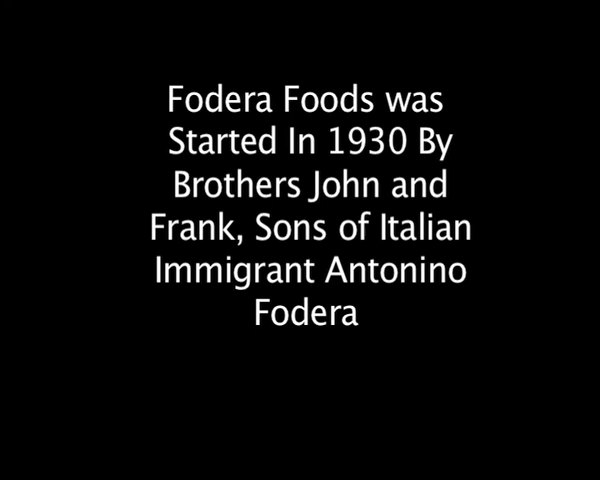 Fodera Foods was
Started In 1930 By
Brothers John and
Frank, Sons of Italian
Immigrant Antonino
Fodera